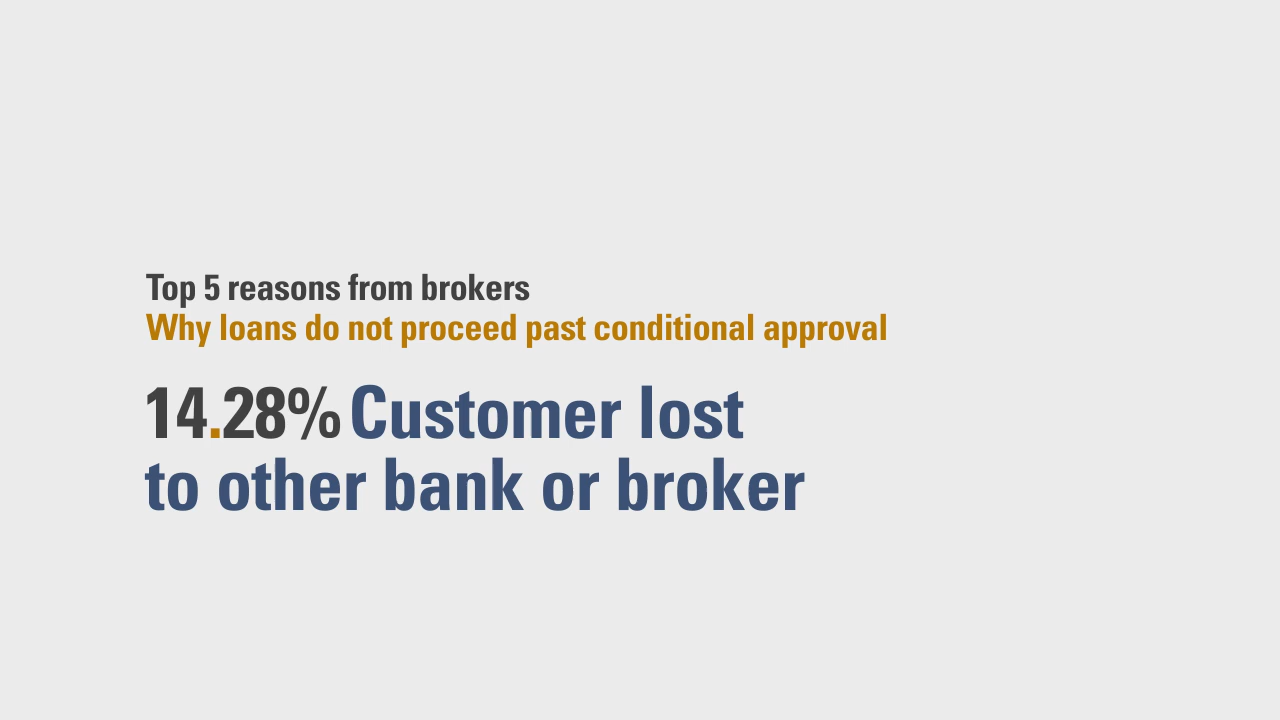 Top 5 reasons from brokers
Why loans do not proceed past conditional approval
14.28% Customer lost
to other bank or broker